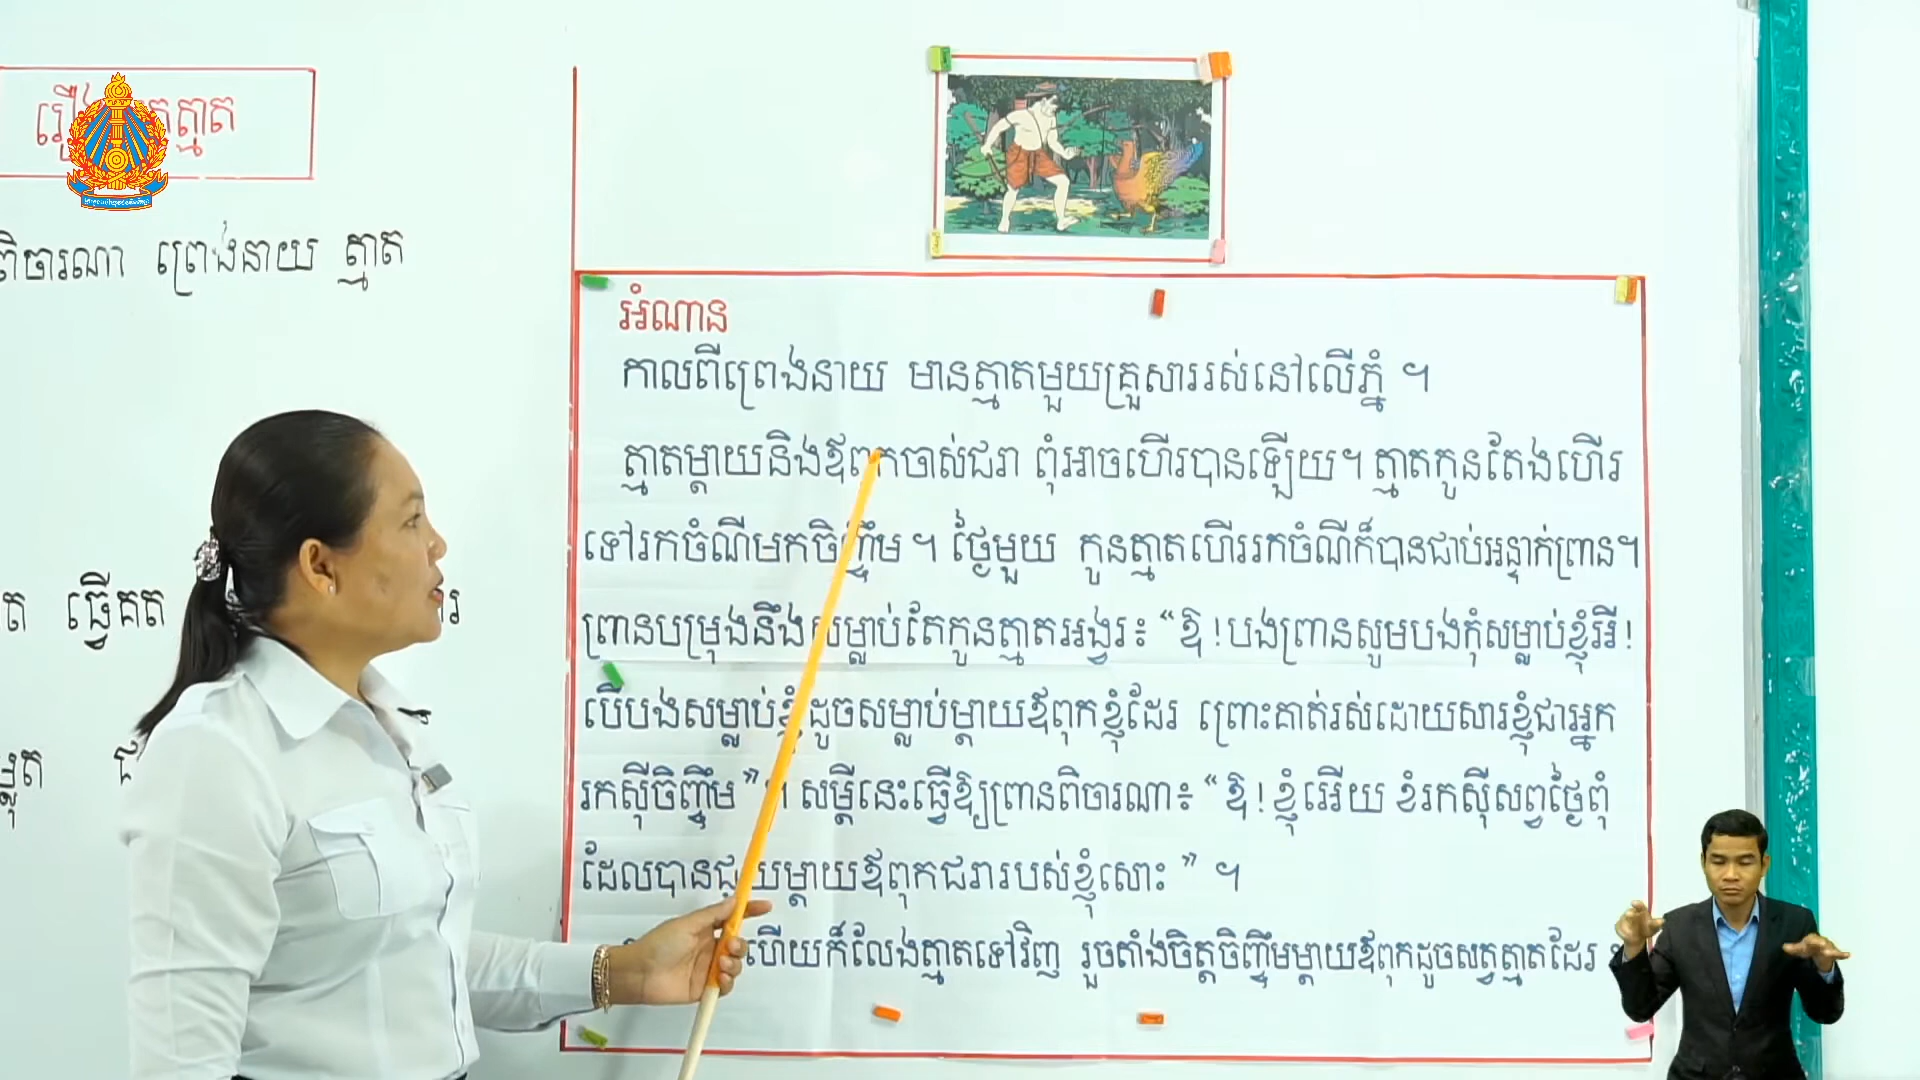 ត្មាត
ពិចារណា ព្រេងនាយ ត្មាត
ធ្វើគត
អំណាន
កាលពីព្រេងនាយ មានត្មាតមួយគ្រួសាររស់នៅលើភ្នំ ។
ត្មាតម្ដាយនិងឪពុកចាស់ជរា ពុំអាចហើរបានឡើយ។ ត្មាតកូនតែងហើរ
ទៅរកចំណីមកចិញ្ចឹម ។ ថ្ងៃមួយ កូនត្មាតហើររកចំណីក៏បានជាប់អន្ទាក់ព្រាន។
ព្រានបម្រុងនឹងសម្លាប់តែកូនត្មាតអង្វរ៖ “ ឱ ! បងព្រានសូមបងកុំសម្លាប់ខ្ញុំអី !
បើបងសម្លាប់ខ្ញុំដូចសម្លាប់ម្ដាយឪពុកខ្ញុំដែរ ព្រោះគាត់រស់ដោយសារខ្ញុំជាអ្នក
រកស៊ីចិញ្ចឹម ” ។ សម្ដីនេះធ្វើឱ្យព្រានពិចារណា៖ “ ឱ ! ខ្ញុំអើយ ខំរកស៊ីសព្វថ្ងៃពុំ
ដែលបានជួយម្ដាយឪពុកជរារបស់ខ្ញុំសោះ ” ។
ហើយក៏លែងត្មាតទៅវិញ រួចតាំងចិត្តចិញ្ចឹមម្ដាយឪពុកដូចសត្វត្មាតដែរ